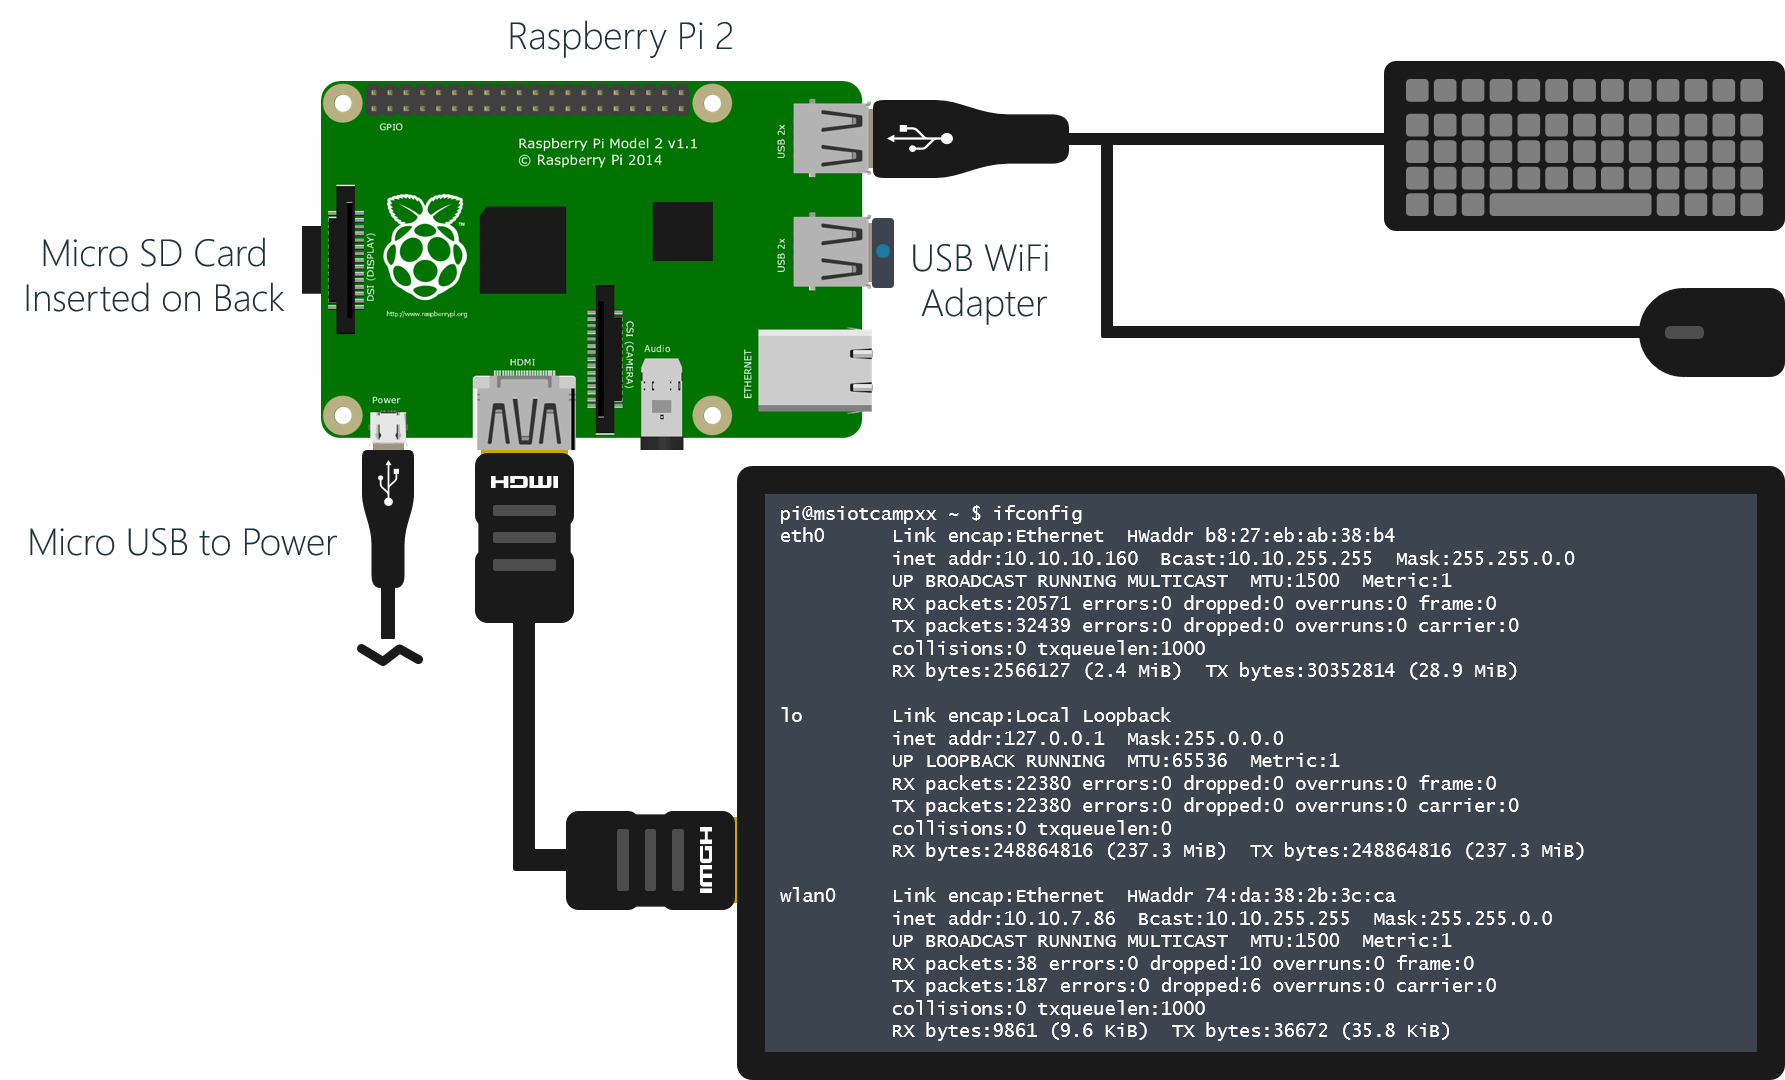 Raspberry Pi 2
GPIO
Raspberry Pi Model 2 v1.1
© Raspberry Pi 2014
USB 2x
DSI (DISPLAY)
TM
http://www.raspberrypi.org
Micro SD Card
Inserted on Back
USB 2x
USB WiFi
Adapter
CSI (CAMERA)
Audio
ETHERNET
HDMI
Power
HDMI
Micro USB to Power
HDMI
pi@msiotcampxx ~ $ ifconfig
eth0 Link encap:Ethernet HWaddr b8:27:eb:ab:38:b4
inet addr:10.10.10.160 Bcast:10.10.255.255 Mask:255.255.0.0
UP BROADCAST RUNNING MULTICAST MTU:1500 Metric:1
RX packets:20571 errors:0 dropped:0 overruns:0 frame:0
TX packets:32439 errors:0 dropped:0 overruns:0 carrier:0
collisions:0 txqueuelen:1000
RX bytes:2566127 (2.4 MiB) TX bytes:30352814 (28.9 MiB)
lo Link encap:Local Loopback
inet addr:127.0.0.1 Mask:255.0.0.0
UP LOOPBACK RUNNING MTU:65536 Metric:1
RX packets:22380 errors:0 dropped:0 overruns:0 frame:0
TX packets:22380 errors:0 dropped:0 overruns:0 carrier:0
collisions:0 txqueuelen:0
RX bytes:248864816 (237.3 MiB) TX bytes:248864816 (237.3 MiB)
wlan0 Link encap:Ethernet HWaddr 74:da:38:2b:3c:ca
inet addr:10.10.7.86 Bcast:10.10.255.255 Mask:255.255.0.0
UP BROADCAST RUNNING MULTICAST MTU:1500 Metric:1
RX packets:38 errors:0 dropped:10 overruns:0 frame:0
TX packets:187 errors:0 dropped:6 overruns:0 carrier:0
collisions:0 txqueuelen:1000
RX bytes:9861 (9.6 KiB) TX bytes:36672 (35.8 KiB)